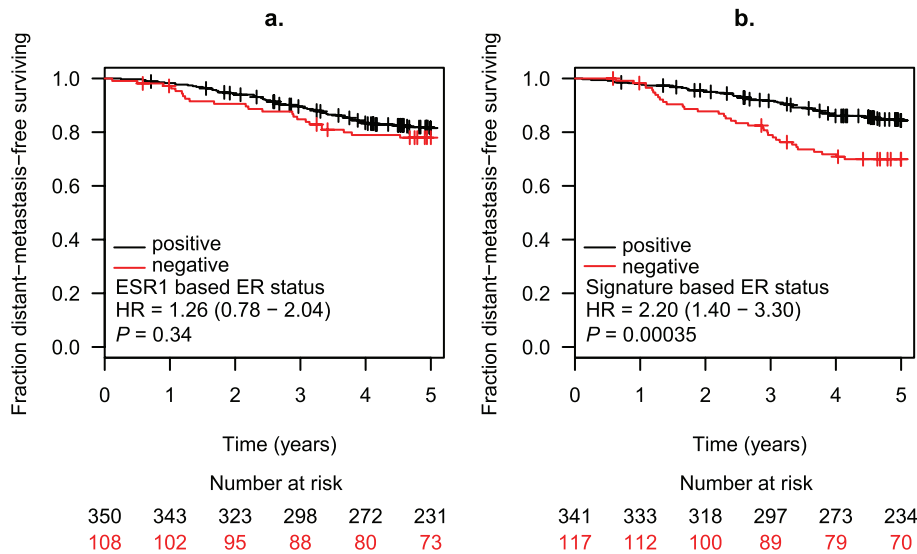 a.
Fraction distant−metastasis−free surviving
1.0
0.8
0.6
0.4
0.2
0.0
positive
negative
ESR1 based ER status
HR = 1.26 (0.78 − 2.04)
P = 0.34
0 1 2 3 4 5
Time (years)
Number at risk
350 343 323 298 272 231
108 102 95 88 80 73
b.
Fraction distant−metastasis−free surviving
1.0
0.8
0.6
0.4
0.2
0.0
positive
negative
Signature based ER status
HR = 2.20 (1.40 − 3.30)
P = 0.00035
0 1 2 3 4 5
Time (years)
Number at risk
341 333 318 297 273 234
117 112 100 89 79 70